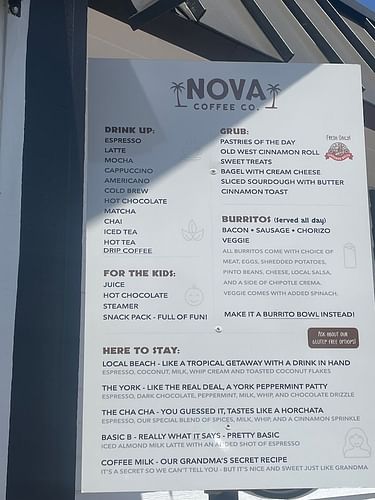 NOVA
COFFEE CO.
DRINK UP:
ESPRESSO
LATTE
MOCHA
CAPPUCCINO
AMERICANO
COLD BREW
HOT CHOCOLATE
MATCHA
CHAI
ICED TEA
HOT TEA
DRIP COFFEE
FOR THE KIDS:
JUICE
HOT CHOCOLATE
STEAMER
SNACK PACK - FULL OF FUN!
GRUB:
PASTRIES OF THE DAY
OLD WEST CINNAMON ROLL
SWEET TREATS
BAGEL WITH CREAM CHEESE
SLICED SOURDOUGH WITH BUTTER
CINNAMON TOAST
FRESH DAILY!
BURRITOS (served all day)
BACON • SAUSAGE • CHORIZO
VEGGIE
ALL BURRITOS COME WITH CHOICE OF
MEAT, EGGS, SHREDDED POTATOES,
PINTO BEANS, CHEESE, LOCAL SALSA,
AND A SIDE OF CHIPOTLE CREMA.
VEGGIE COMES WITH ADDED SPINACH.
MAKE IT A BURRITO BOWL INSTEAD!
ASK ABOUT OUR
GLUTEN FREE OPTIONS!
HERE TO STAY:
LOCAL BEACH - LIKE A TROPICAL GETAWAY WITH A DRINK IN HAND
ESPRESSO, COCONUT, MILK, WHIP CREAM AND TOASTED COCONUT FLAKES
THE YORK - LIKE THE REAL DEAL, A YORK PEPPERMINT PATTY
ESPRESSO, DARK CHOCOLATE, PEPPERMINT, MILK, WHIP, AND CHOCOLATE DRIZZLE
THE CHA CHA - YOU GUESSED IT, TASTES LIKE A HORCHATA
ESPRESSO, OUR SPECIAL BLEND OF SPICES, MILK, WHIP, AND A CINNAMON SPRINKLE
BASIC B - REALLY WHAT IT SAYS - PRETTY BASIC
ICED ALMOND MILK LATTE WITH AN ADDED SHOT OF ESPRESSO
COFFEE MILK - OUR GRANDMA'S SECRET RECIPE
IT'S A SECRET SO WE CAN'T TELL YOU - BUT IT'S NICE AND SWEET JUST LIKE GRANDMA